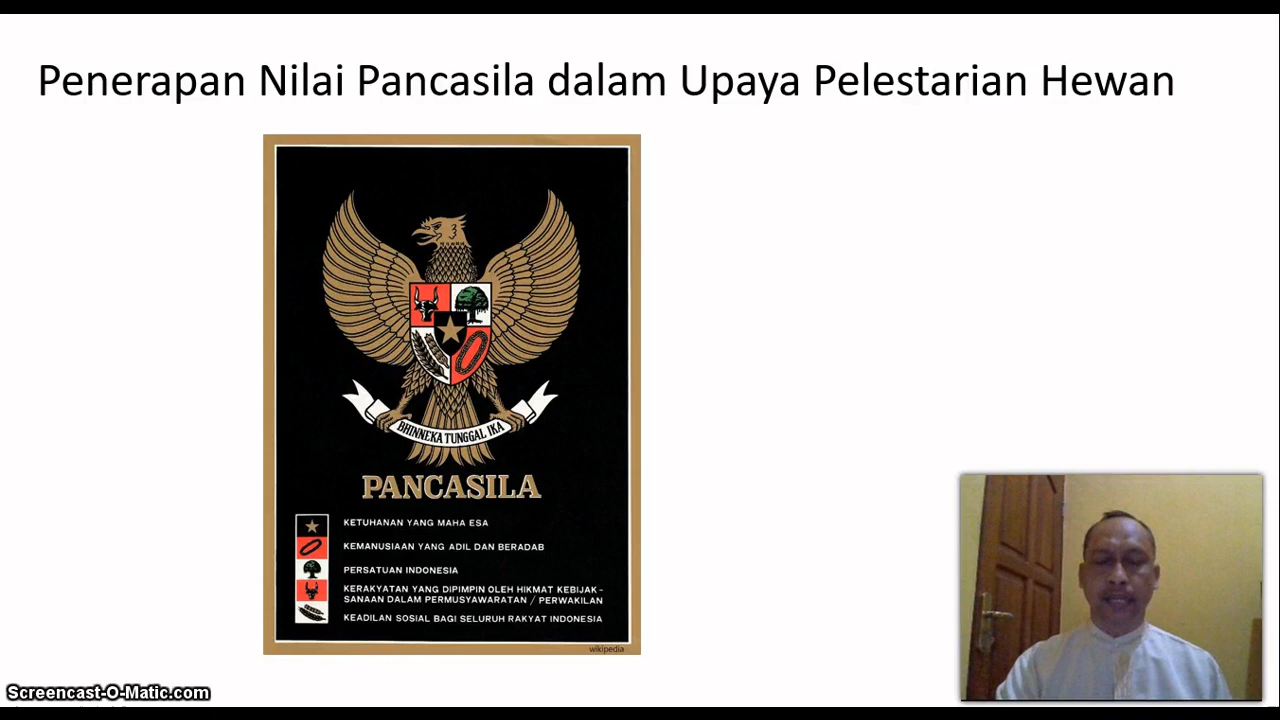 Penerapan Nilai Pancasila dalam Upaya Pelestarian Hewan
BHINNEKA TUNGGAL IKA
PANCASILA
KETUHANAN YANG MAHA ESA
KEMANUSIAAN YANG ADIL DAN BERADAB
PERSATUAN INDONESIA
KERAKYATAN YANG DIPIMPIN OLEH HIKMAT KEBIJAK-
SANAAN DALAM PERMUSYAWARATAN / PERWAKILAN
KEADILAN SOSIAL BAGI SELURUH RAKYAT INDONESIA
wikipedia
Screencast-O-Matic.com